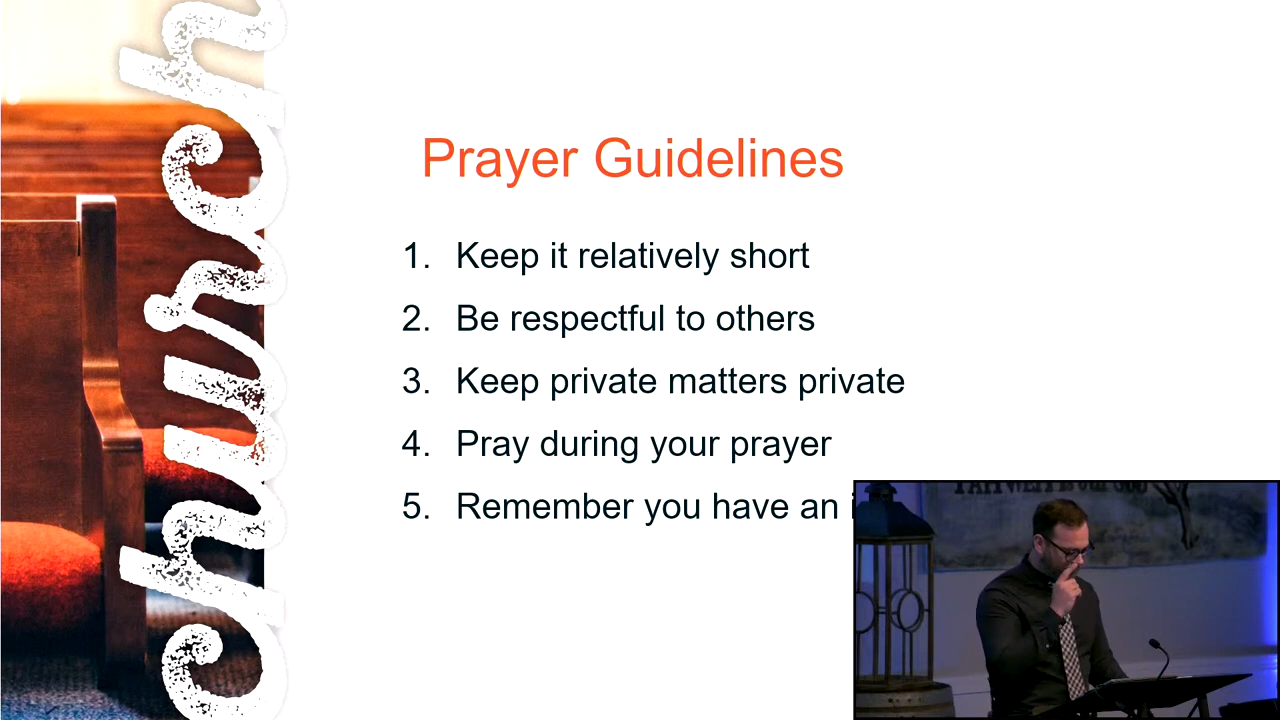 church
Prayer Guidelines
1. Keep it relatively short
2. Be respectful to others
3. Keep private matters private
4. Pray during your prayer
5. Remember you have an